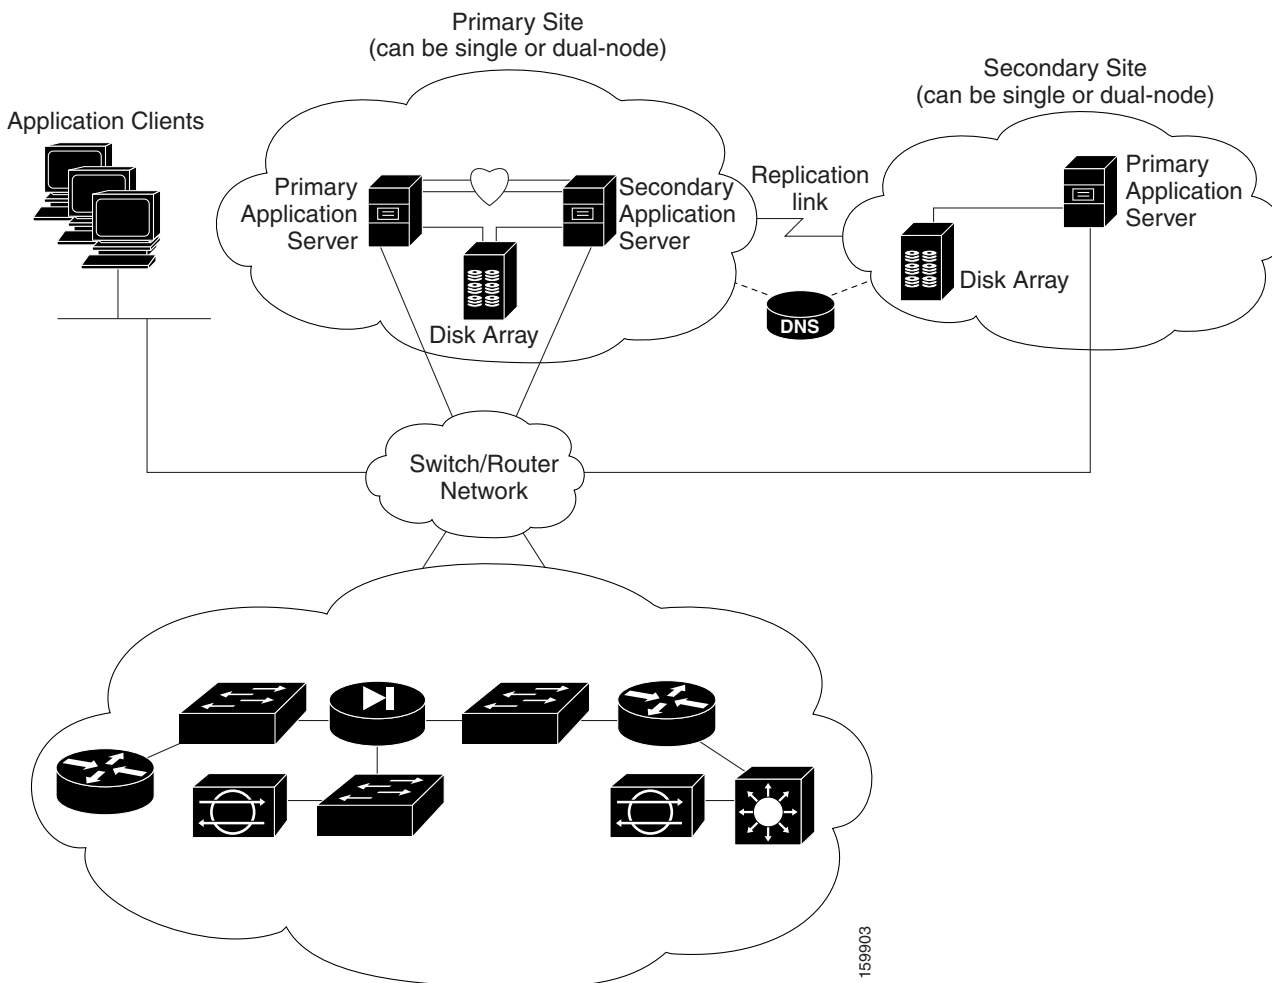 Primary Site
(can be single or dual-node)
Secondary Site
(can be single or dual-node)
Application Clients
Primary
Application
Server
Secondary
Application
Server
Disk Array
Replication
link
DNS
Primary
Application
Server
Disk Array
Switch/Router
Network
159903